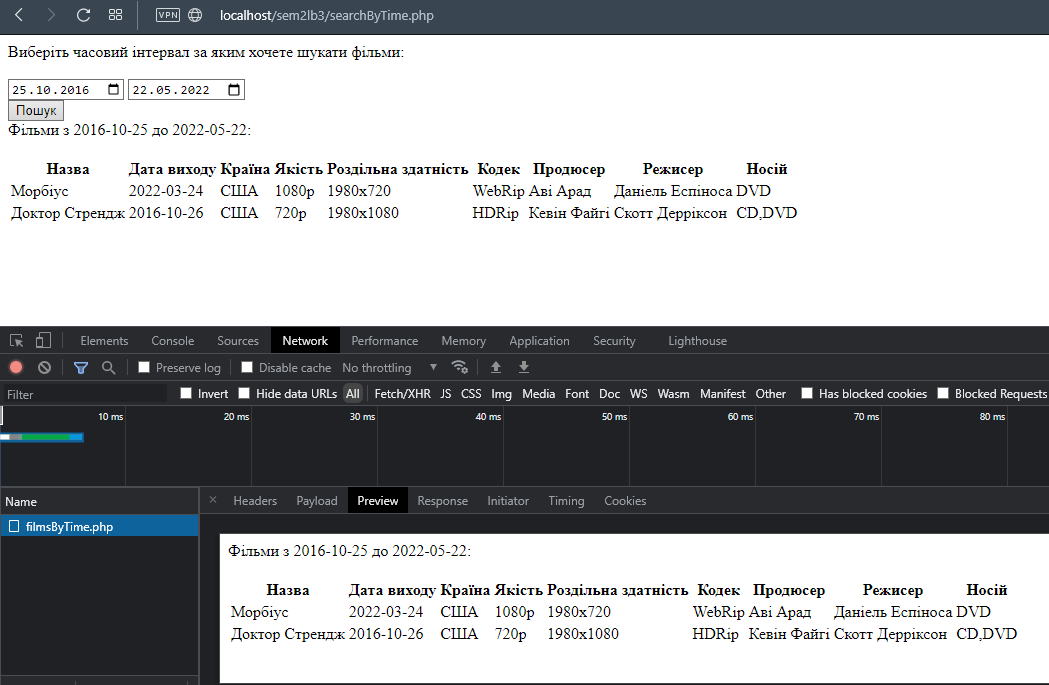 VPN localhost/sem2lb3/searchByTime.php
Виберіть часовий інтервал за яким хочете шукати фільми:
25.10.2016 22.05.2022
Пошук
Фільми з 2016-10-25 до 2022-05-22:
Назва Дата виходу Країна Якість Роздільна здатність Кодек Продюсер Режисер Носій
Морбіус 2022-03-24 США 1080p 1980x720 WebRip Аві Арад Даніель Еспіноса DVD
Доктор Стрендж 2016-10-26 США 720p 1980x1080 HDRip Кевін Файгі Скотт Дерріксон CD,DVD
Elements Console Sources Network Performance Memory Application Security Lighthouse
Preserve log Disable cache No throttling
Filter Invert Hide data URLs All Fetch/XHR JS CSS Img Media Font Doc WS Wasm Manifest Other Has blocked cookies Blocked Requests
10 ms 20 ms 30 ms 40 ms 50 ms 60 ms 70 ms 80 ms
Name × Headers Payload Preview Response Initiator Timing Cookies
filmsByTime.php
Фільми з 2016-10-25 до 2022-05-22:
Назва Дата виходу Країна Якість Роздільна здатність Кодек Продюсер Режисер Носій
Морбіус 2022-03-24 США 1080p 1980x720 WebRip Аві Арад Даніель Еспіноса DVD
Доктор Стрендж 2016-10-26 США 720p 1980x1080 HDRip Кевін Файгі Скотт Дерріксон CD,DVD